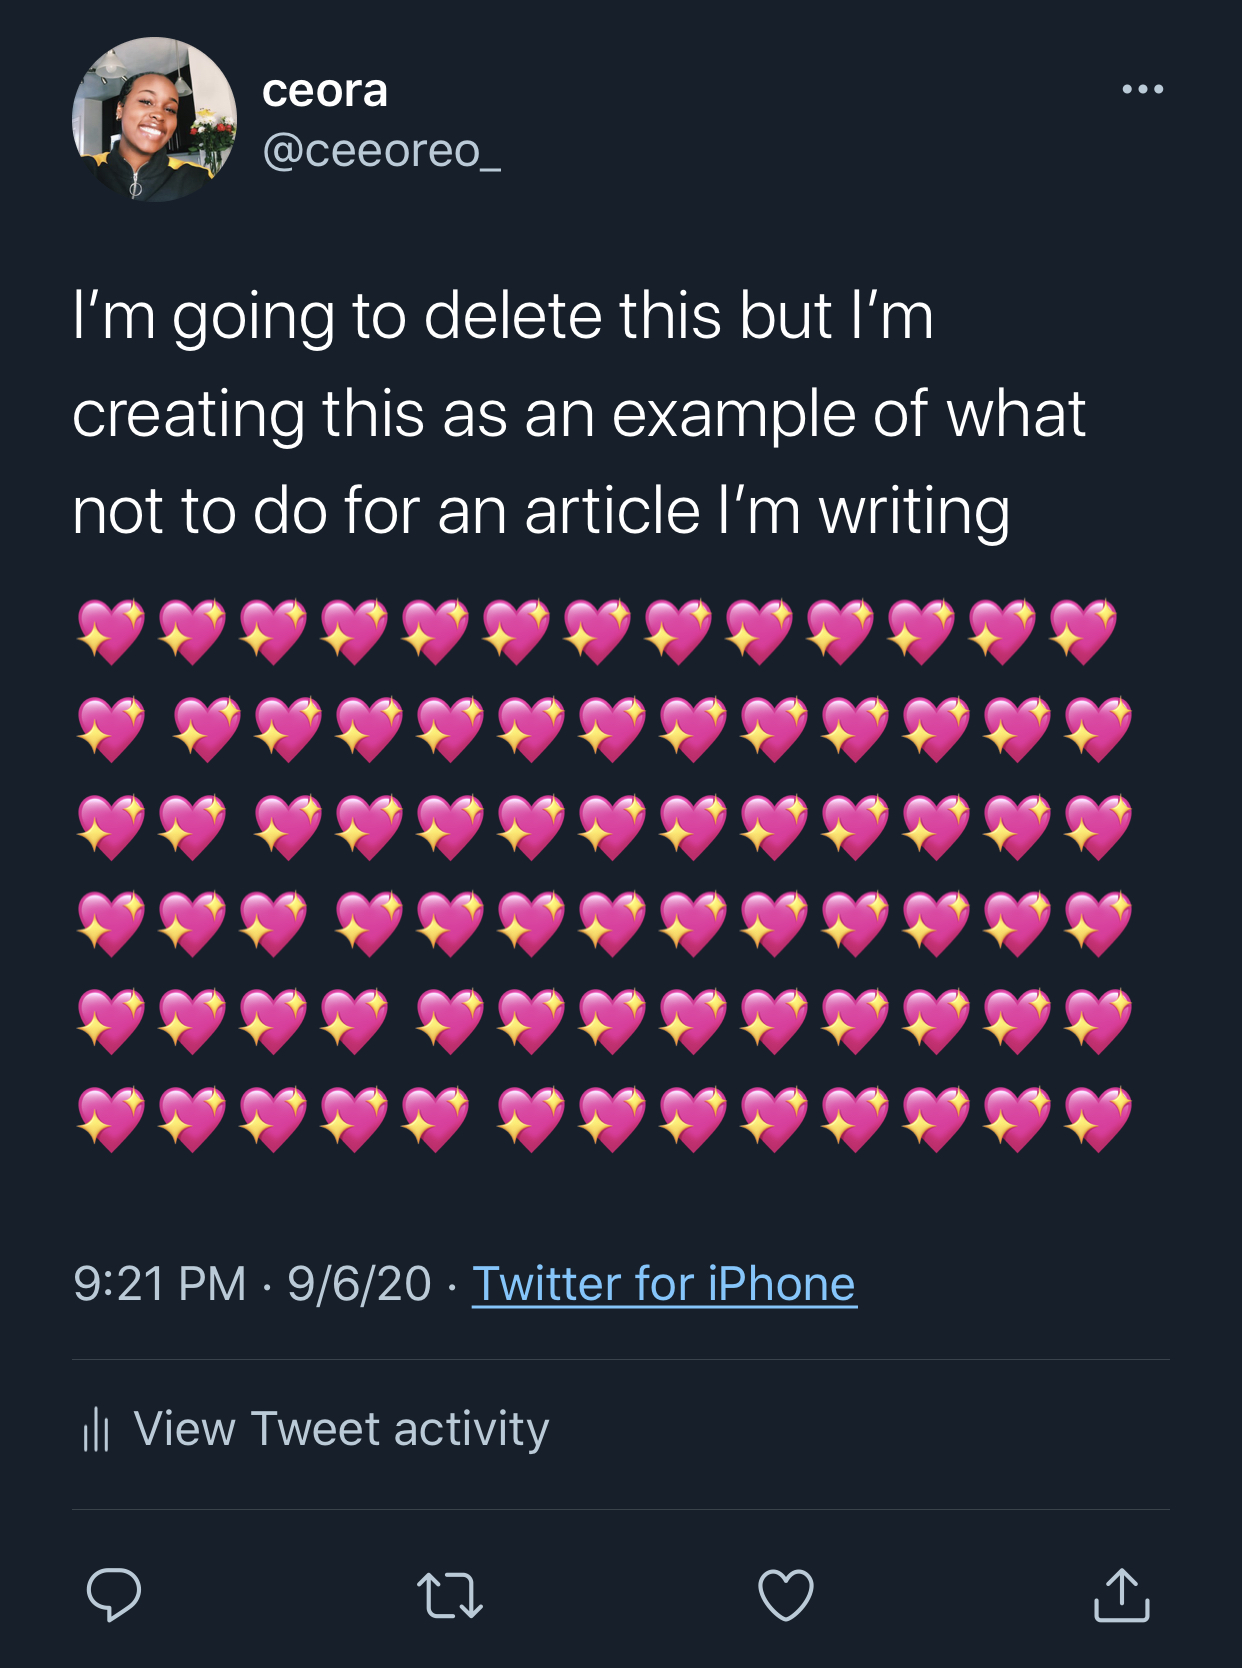 ceora
@ceeoreo_
I’m going to delete this but I’m
creating this as an example of what
not to do for an article I’m writing
💖💖💖💖💖💖💖💖💖💖💖💖💖
💖 💖💖💖💖💖💖💖💖💖💖💖💖
💖💖 💖💖💖💖💖💖💖💖💖💖💖
💖💖💖 💖💖💖💖💖💖💖💖💖💖
💖💖💖💖 💖💖💖💖💖💖💖💖💖
💖💖💖💖💖 💖💖💖💖💖💖💖💖
9:21 PM · 9/6/20 · Twitter for iPhone
View Tweet activity